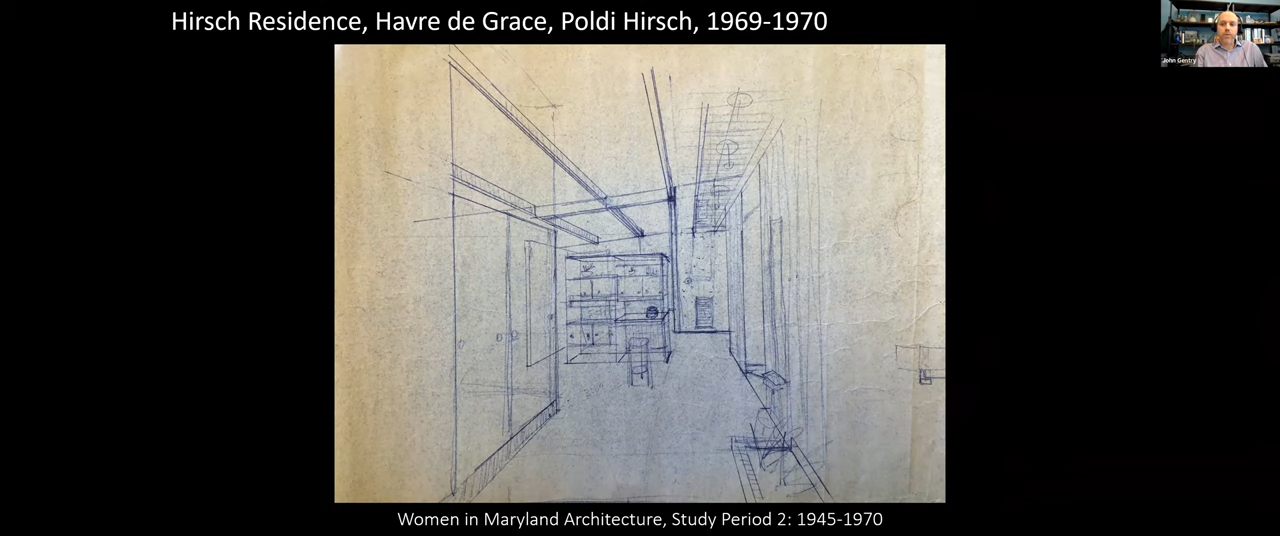 Hirsch Residence, Havre de Grace, Poldi Hirsch, 1969-1970
John Gentry
Women in Maryland Architecture, Study Period 2: 1945-1970